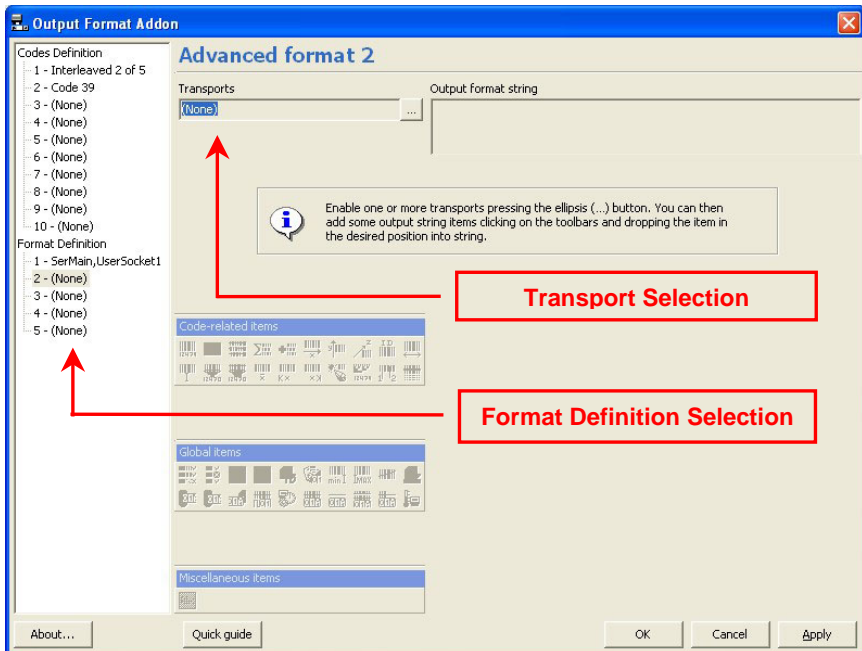 Output Format Addon
Codes Definition
1 - Interleaved 2 of 5
2 - Code 39
3 - (None)
4 - (None)
5 - (None)
6 - (None)
7 - (None)
8 - (None)
9 - (None)
10 - (None)
Format Definition
1 - SerMain,UserSocket1
2 - (None)
3 - (None)
4 - (None)
5 - (None)
Advanced format 2
Transports
(None)
...
Output format string
Enable one or more transports pressing the ellipsis (...) button. You can then
add some output string items clicking on the toolbars and dropping the item in
the desired position into string.
Transport Selection
Code-related items
Format Definition Selection
Global items
Miscellaneous items
About...
Quick guide
OK
Cancel
Apply